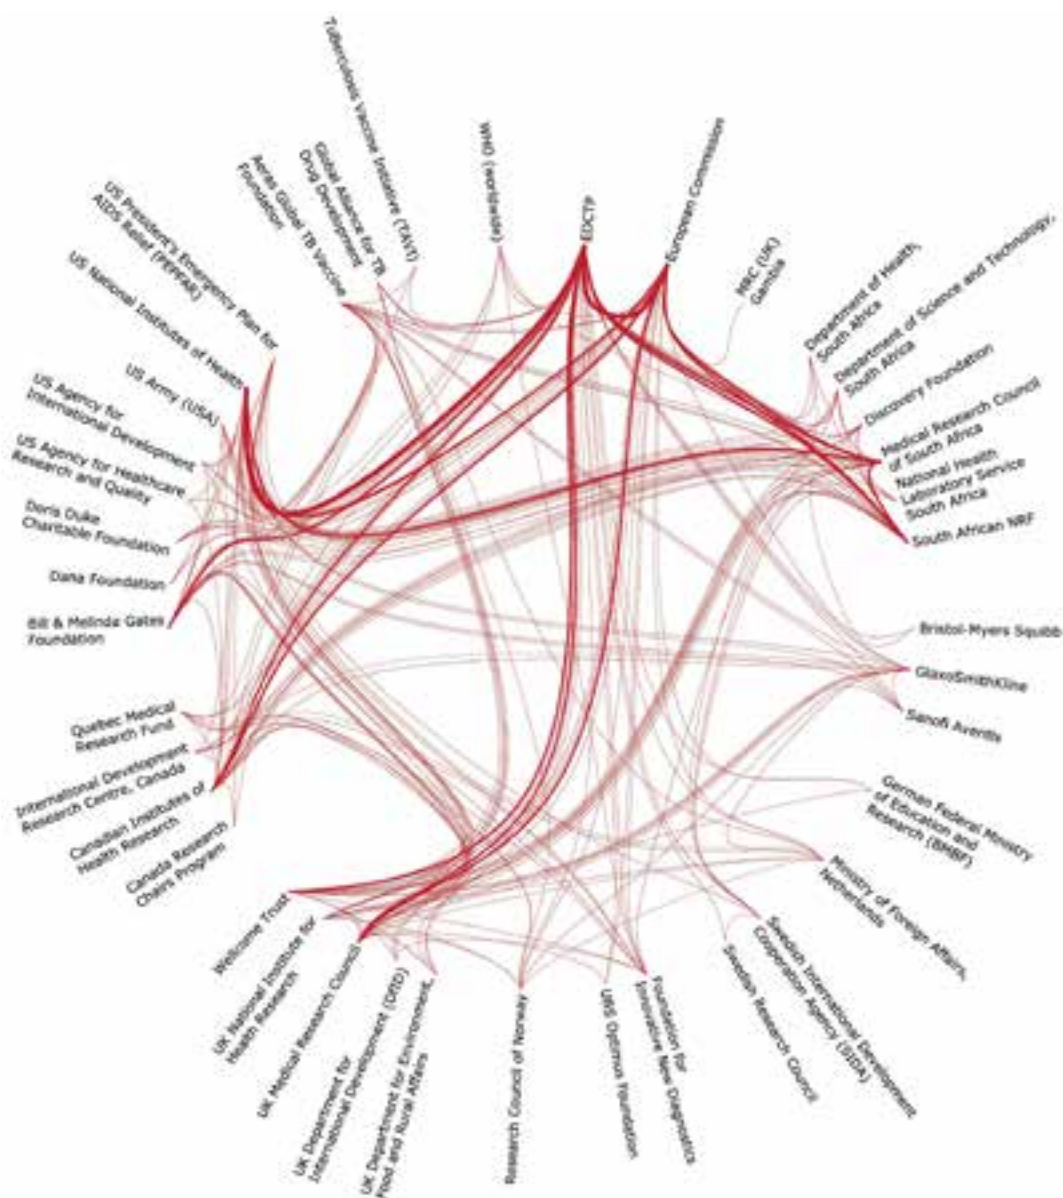 Tuberculosis Vaccine Initiative (TAVI)
WHO (worldwide)
EDCTP
European Commission
MRC (UK)
Gambia
Department of Health,
South Africa
Department of Science and Technology,
South Africa
Discovery Foundation
Medical Research Council
of South Africa
National Health
Laboratory Service
South Africa
South African NRF
Bristol-Myers Squibb
GlaxoSmithKline
Sanofi Aventis
German Federal Ministry
of Education and
Research (BMBF)
Ministry of Foreign Affairs,
Netherlands
Swedish International Development
Cooperation Agency (SIDA)
Swedish Research Council
Foundation for
Innovative New Diagnostics
UBS Optimus Foundation
Research Council of Norway
UK Department for Environment,
Food and Rural Affairs
UK Department for
International Development (DfID)
UK Medical Research Council
UK National Institute for
Health Research
Wellcome Trust
Canada Research
Chairs Program
Canadian Institutes of
Health Research
International Development
Research Centre, Canada
Quebec Medical
Research Fund
Bill & Melinda Gates
Foundation
Dana Foundation
Doris Duke
Charitable Foundation
US Agency for Healthcare
Research and Quality
US Agency for
International Development
US Army (USA)
US National Institutes of Health
US President's Emergency Plan for
AIDS Relief (PEPFAR)
Aeras Global TB Vaccine
Foundation
Global Alliance for TB
Drug Development